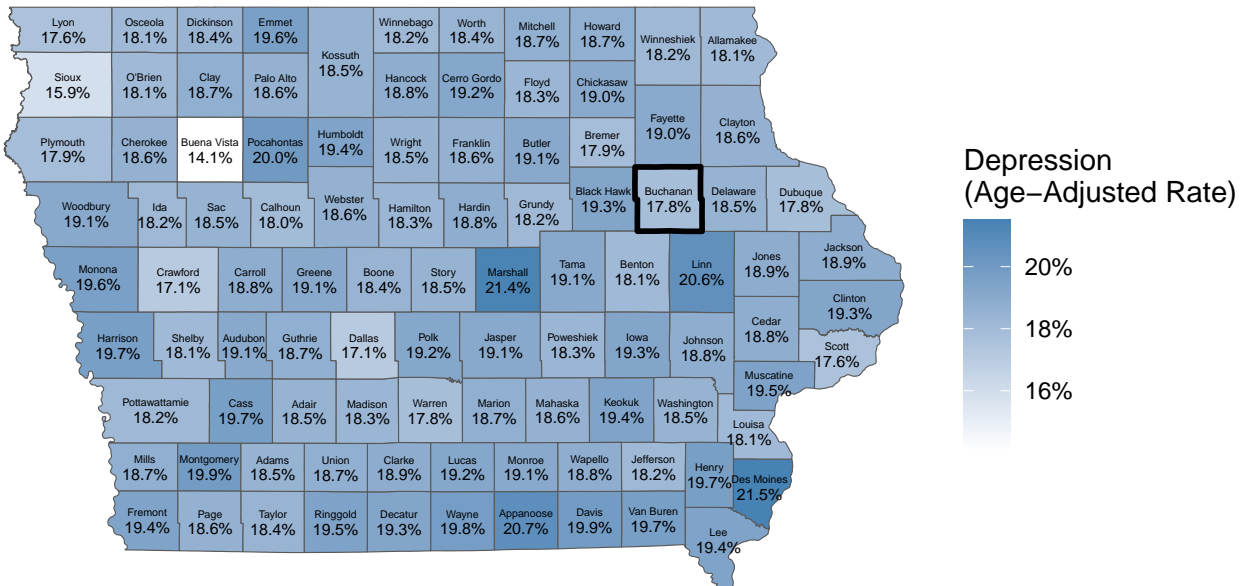 Lyon
17.6%
Osceola
18.1%
Dickinson
18.4%
Emmet
19.6%
Kossuth
18.5%
Winnebago
18.2%
Worth
18.4%
Mitchell
18.7%
Howard
18.7%
Winneshiek
18.2%
Allamakee
18.1%
Sioux
15.9%
O'Brien
18.1%
Clay
18.7%
Palo Alto
18.6%
Hancock
18.8%
Cerro Gordo
19.2%
Floyd
18.3%
Chickasaw
19.0%
Fayette
19.0%
Clayton
18.6%
Plymouth
17.9%
Cherokee
18.6%
Buena Vista
14.1%
Pocahontas
20.0%
Humboldt
19.4%
Wright
18.5%
Franklin
18.6%
Butler
19.1%
Bremer
17.9%
Woodbury
19.1%
Ida
18.2%
Sac
18.5%
Calhoun
18.0%
Webster
18.6%
Hamilton
18.3%
Hardin
18.8%
Grundy
18.2%
Black Hawk
19.3%
Buchanan
17.8%
Delaware
18.5%
Dubuque
17.8%
Monona
19.6%
Crawford
17.1%
Carroll
18.8%
Greene
19.1%
Boone
18.4%
Story
18.5%
Marshall
21.4%
Tama
19.1%
Benton
18.1%
Linn
20.6%
Jones
18.9%
Jackson
18.9%
Clinton
19.3%
Harrison
19.7%
Shelby
18.1%
Audubon
19.1%
Guthrie
18.7%
Dallas
17.1%
Polk
19.2%
Jasper
19.1%
Poweshiek
18.3%
Iowa
19.3%
Johnson
18.8%
Cedar
18.8%
Scott
17.6%
Muscatine
19.5%
Pottawattamie
18.2%
Cass
19.7%
Adair
18.5%
Madison
18.3%
Warren
17.8%
Marion
18.7%
Mahaska
18.6%
Keokuk
19.4%
Washington
18.5%
Louisa
18.1%
Mills
18.7%
Montgomery
19.9%
Adams
18.5%
Union
18.7%
Clarke
18.9%
Lucas
19.2%
Monroe
19.1%
Wapello
18.8%
Jefferson
18.2%
Henry
19.7%
Des Moines
21.5%
Fremont
19.4%
Page
18.6%
Taylor
18.4%
Ringgold
19.5%
Decatur
19.3%
Wayne
19.8%
Appanoose
20.7%
Davis
19.9%
Van Buren
19.7%
Lee
19.4%
Depression
(Age−Adjusted Rate)
20%
18%
16%